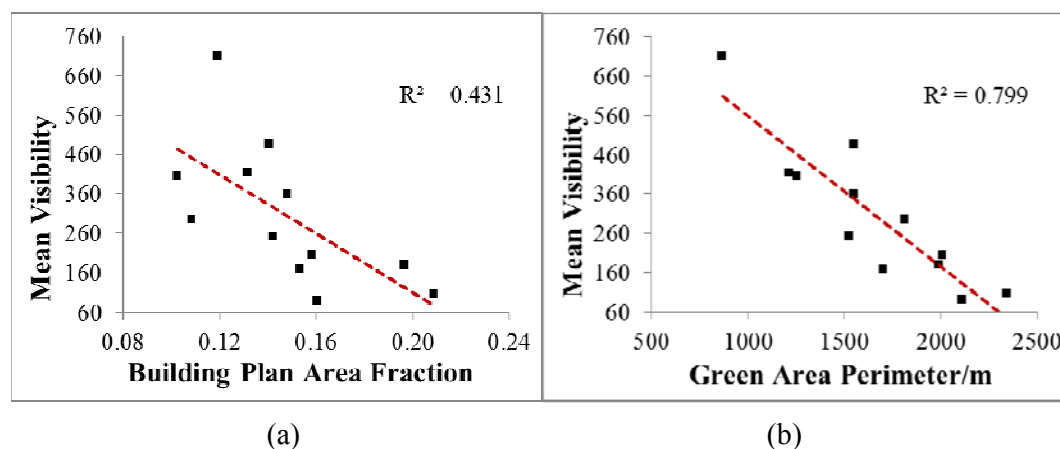 760
660
560
460
360
260
160
60
Mean Visibility
R² 0.431
0.08 0.12 0.16 0.20 0.24
Building Plan Area Fraction
(a)
760
660
560
460
360
260
160
60
Mean Visibility
R² = 0.799
500 1000 1500 2000 2500
Green Area Perimeter/m
(b)